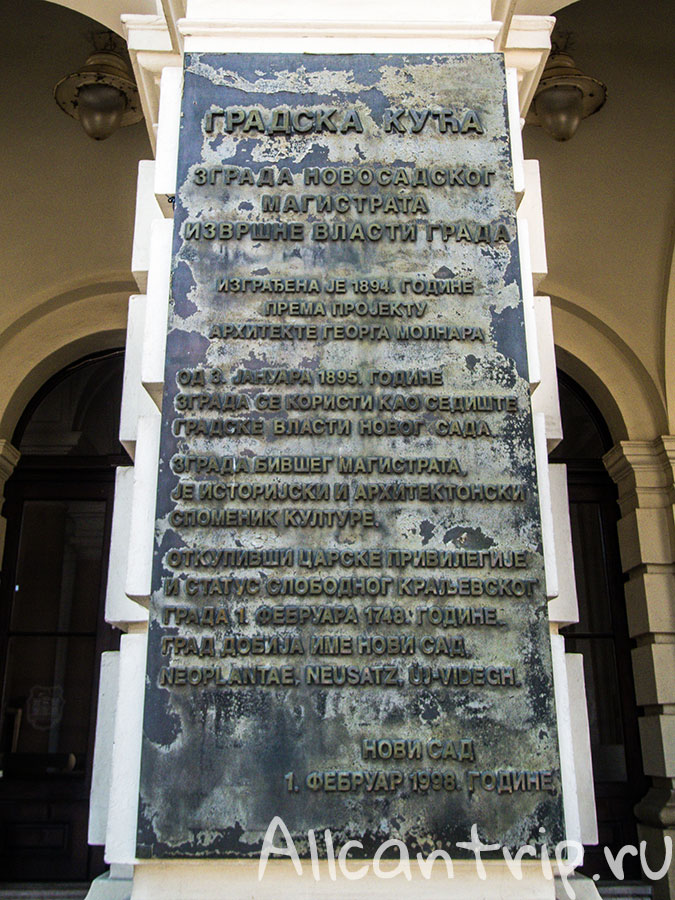 ГРАДСКА КУЋА
ЗГРАДА НОВОСАДСКОГ
МАГИСТРАТА
ИЗВРШНЕ ВЛАСТИ ГРАДА
ИЗГРАЂЕНА ЈЕ 1894. ГОДИНЕ
ПРЕМА ПРОЈЕКТУ
АРХИТЕКТЕ ГЕОРГА МОЛНАРА
ОД 3. ЈАНУАРА 1895. ГОДИНЕ
ЗГРАДА СЕ КОРИСТИ КАО СЕДИШТЕ
ГРАДСКЕ ВЛАСТИ НОВОГ САДА.
ЗГРАДА БИВШЕГ МАГИСТРАТА,
ЈЕ ИСТОРИЈСКИ И АРХИТЕКТОНСКИ
СПОМЕНИК КУЛТУРЕ.
ОТКУПИВШИ ЦАРСКЕ ПРИВИЛЕГИЈЕ
И СТАТУС СЛОБОДНОГ КРАЉЕВСКОГ
ГРАДА 1. ФЕБРУАРА 1748. ГОДИНЕ.
ГРАД ДОБИЈА ИМЕ НОВИ САД,
NEOPLANTAE, NEUSATZ, UJ-VIDEGH.
НОВИ САД
1. ФЕБРУАР 1998. ГОДИНЕ
Allcantrip.ru